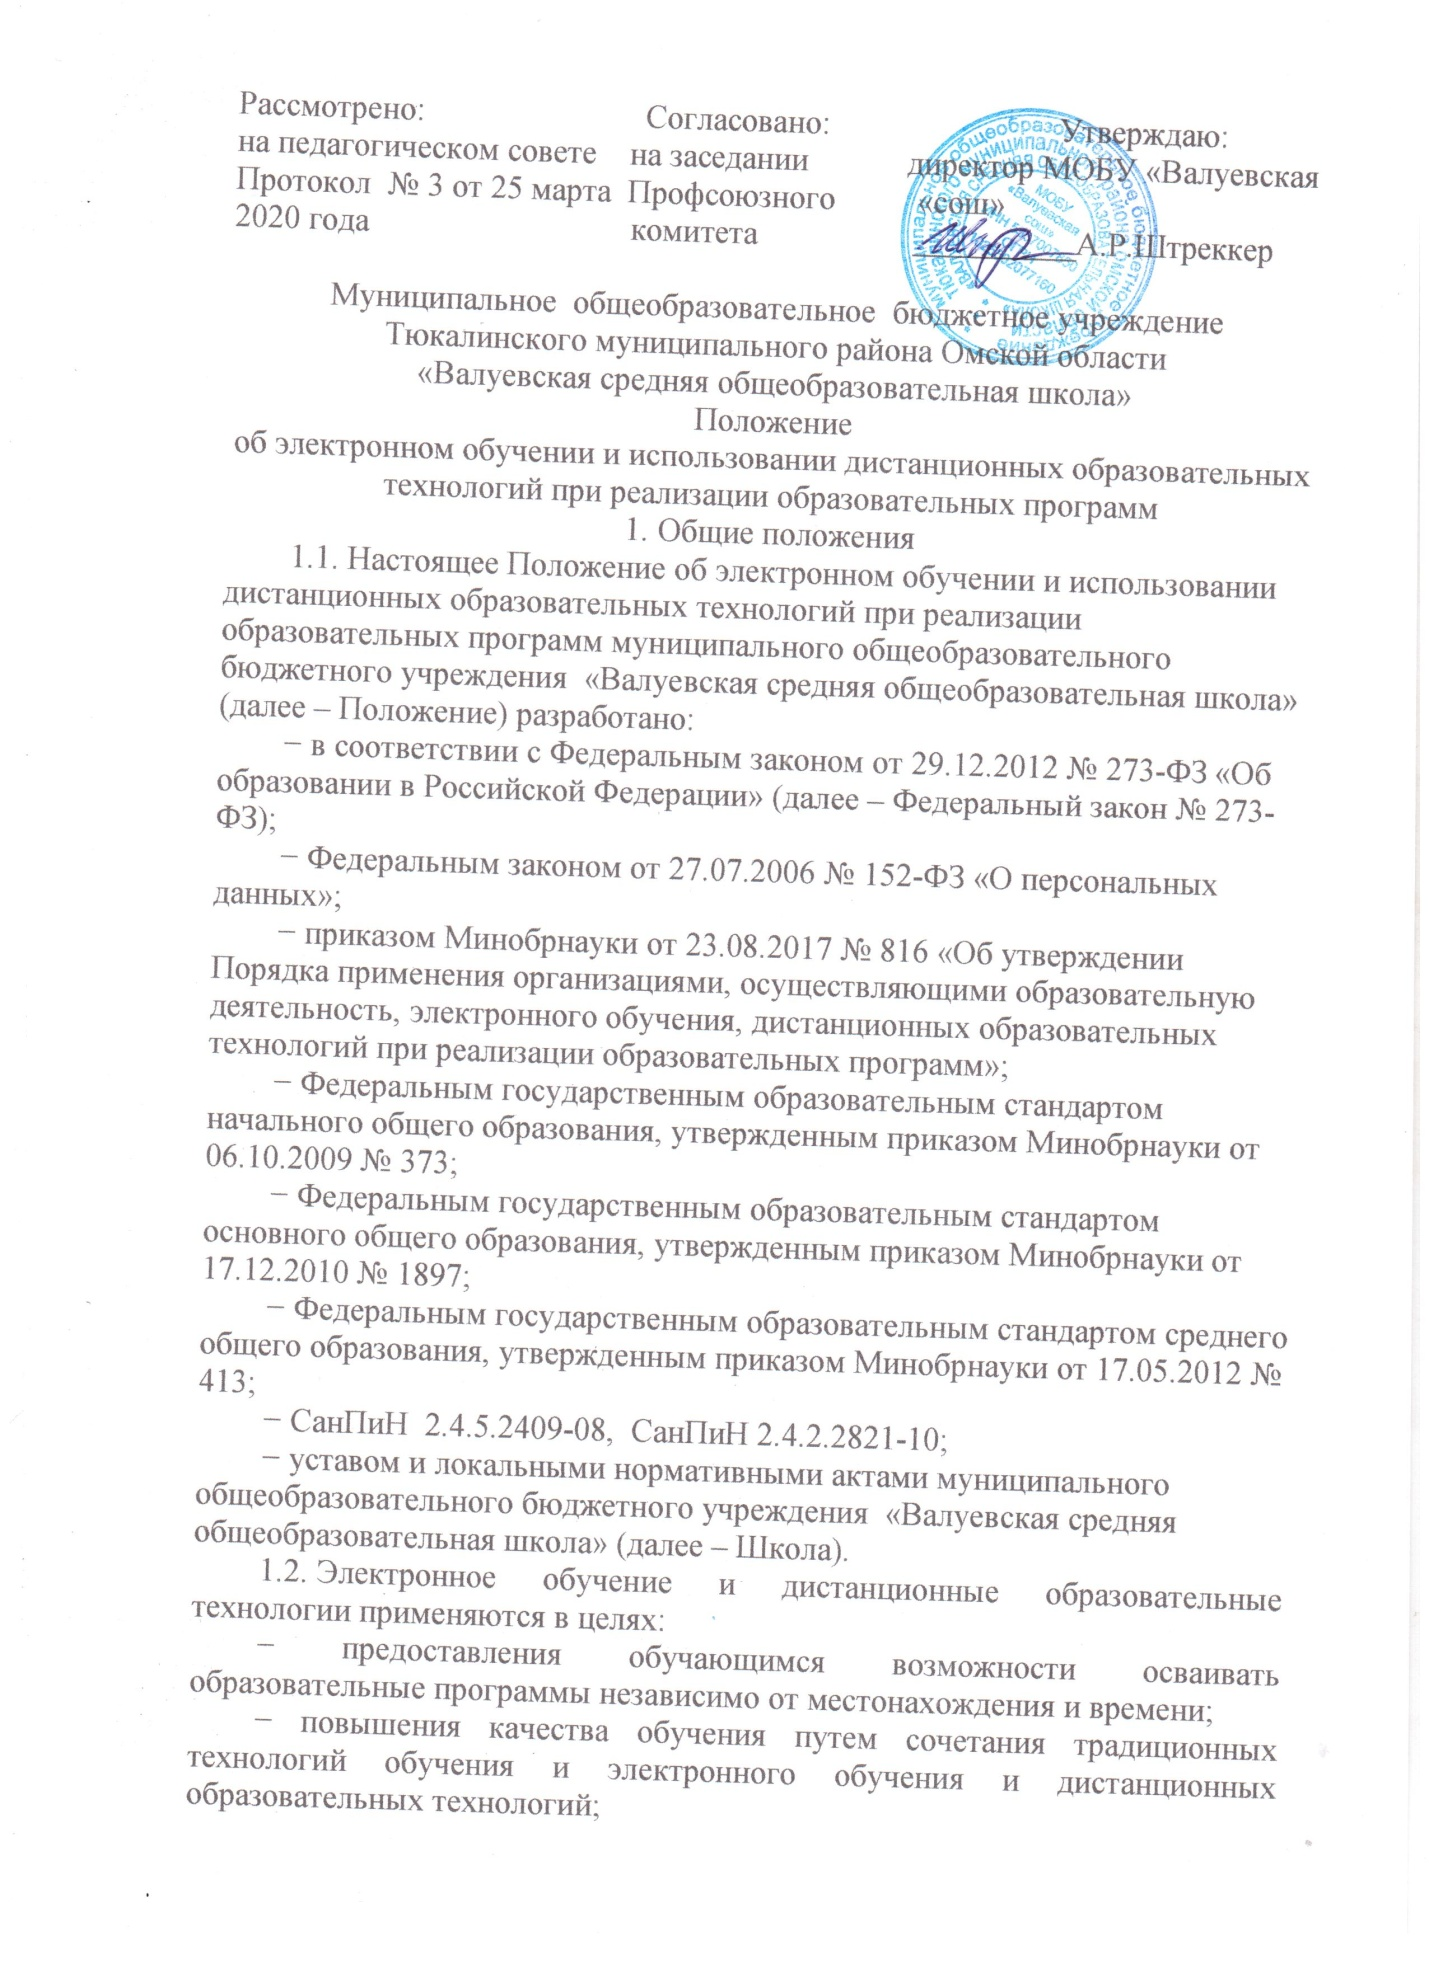 Рассмотрено:
на педагогическом совете
Протокол № 3 от 25 марта
2020 года
Согласовано:
на заседании
Профсоюзного
комитета
Утверждаю:
директор МОБУ «Валуевская
«сош»
А.Р.Штреккер
МОБУ
«Валуевская
сош»
Муниципальное общеобразовательное бюджетное учреждение
Тюкалинского муниципального района Омской области
«Валуевская средняя общеобразовательная школа»
Положение
об электронном обучении и использовании дистанционных образовательных
технологий при реализации образовательных программ
1. Общие положения
1.1. Настоящее Положение об электронном обучении и использовании
дистанционных образовательных технологий при реализации
образовательных программ муниципального общеобразовательного
бюджетного учреждения «Валуевская средняя общеобразовательная школа»
(далее – Положение) разработано:
− в соответствии с Федеральным законом от 29.12.2012 № 273-ФЗ «Об
образовании в Российской Федерации» (далее – Федеральный закон № 273-
ФЗ);
− Федеральным законом от 27.07.2006 № 152-ФЗ «О персональных
данных»;
− приказом Минобрнауки от 23.08.2017 № 816 «Об утверждении
Порядка применения организациями, осуществляющими образовательную
деятельность, электронного обучения, дистанционных образовательных
технологий при реализации образовательных программ»;
− Федеральным государственным образовательным стандартом
начального общего образования, утвержденным приказом Минобрнауки от
06.10.2009 № 373;
− Федеральным государственным образовательным стандартом
основного общего образования, утвержденным приказом Минобрнауки от
17.12.2010 № 1897;
− Федеральным государственным образовательным стандартом среднего
общего образования, утвержденным приказом Минобрнауки от 17.05.2012 №
413;
− СанПиН 2.4.5.2409-08, СанПиН 2.4.2.2821-10;
− уставом и локальными нормативными актами муниципального
общеобразовательного бюджетного учреждения «Валуевская средняя
общеобразовательная школа» (далее – Школа).
1.2. Электронное обучение и дистанционные образовательные
технологии применяются в целях:
− предоставления обучающимся возможности осваивать
образовательные программы независимо от местонахождения и времени;
− повышения качества обучения путем сочетания традиционных
технологий обучения и электронного обучения и дистанционных
образовательных технологий;